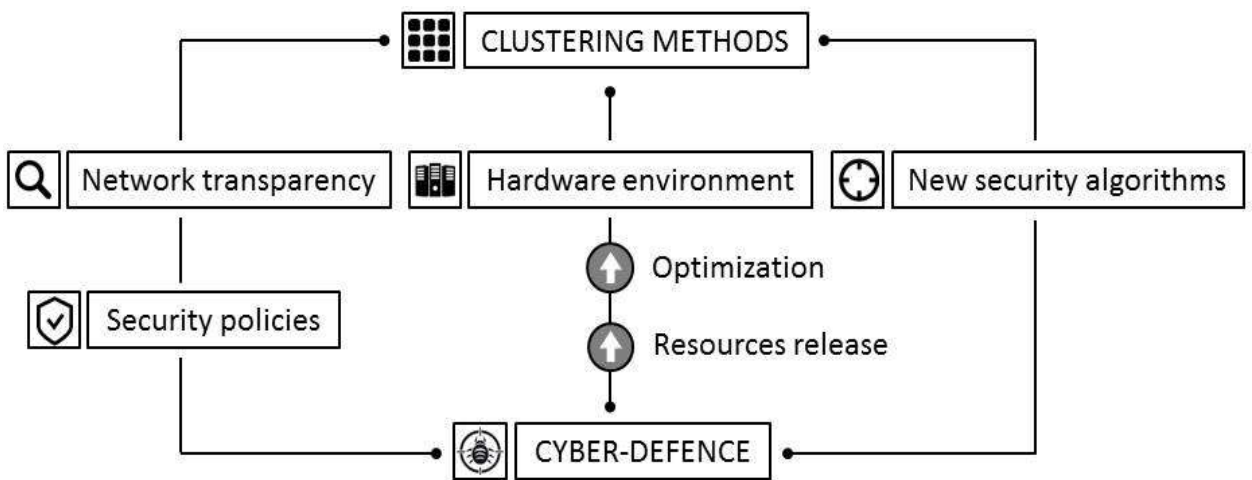 CLUSTERING METHODS
Network transparency
Hardware environment
New security algorithms
Optimization
Security policies
Resources release
CYBER-DEFENCE